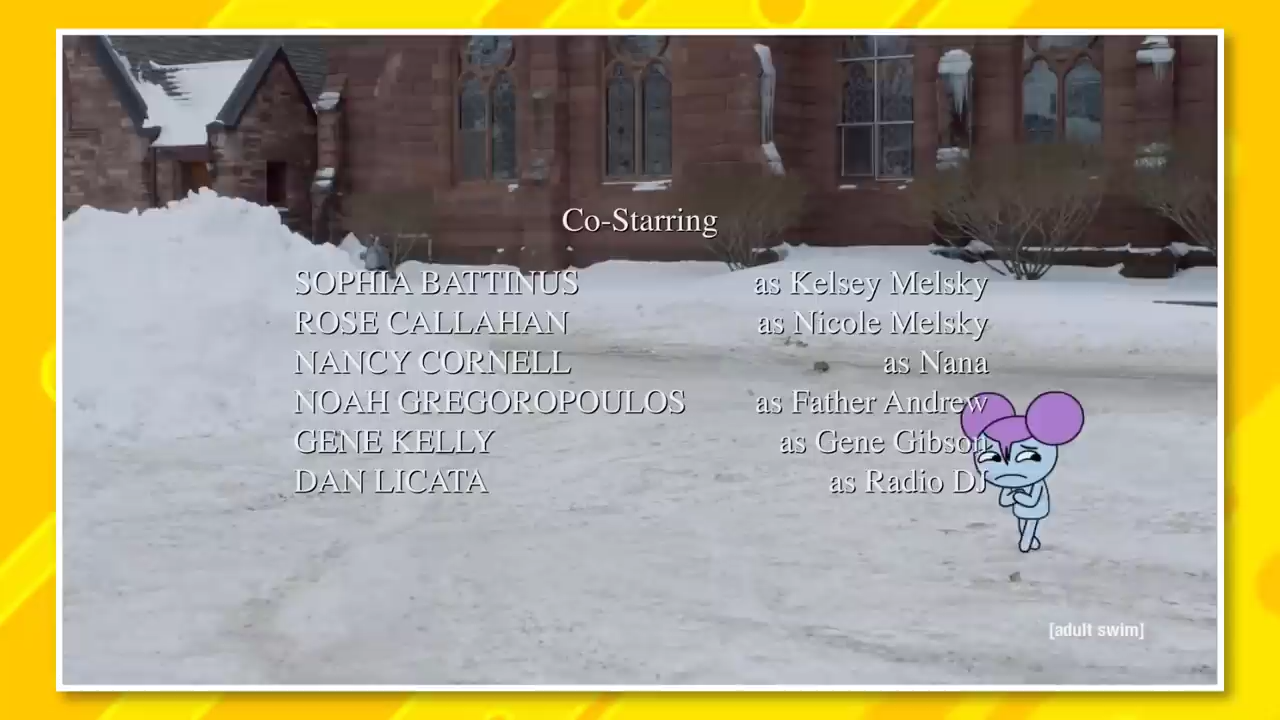 Co-Starring
SOPHIA BATTINUS as Kelsey Melsky
ROSE CALLAHAN as Nicole Melsky
NANCY CORNELL as Nana
NOAH GREGOROPOULOS as Father Andrew
GENE KELLY as Gene Gibson
DAN LICATA as Radio DJ
[adult swim]